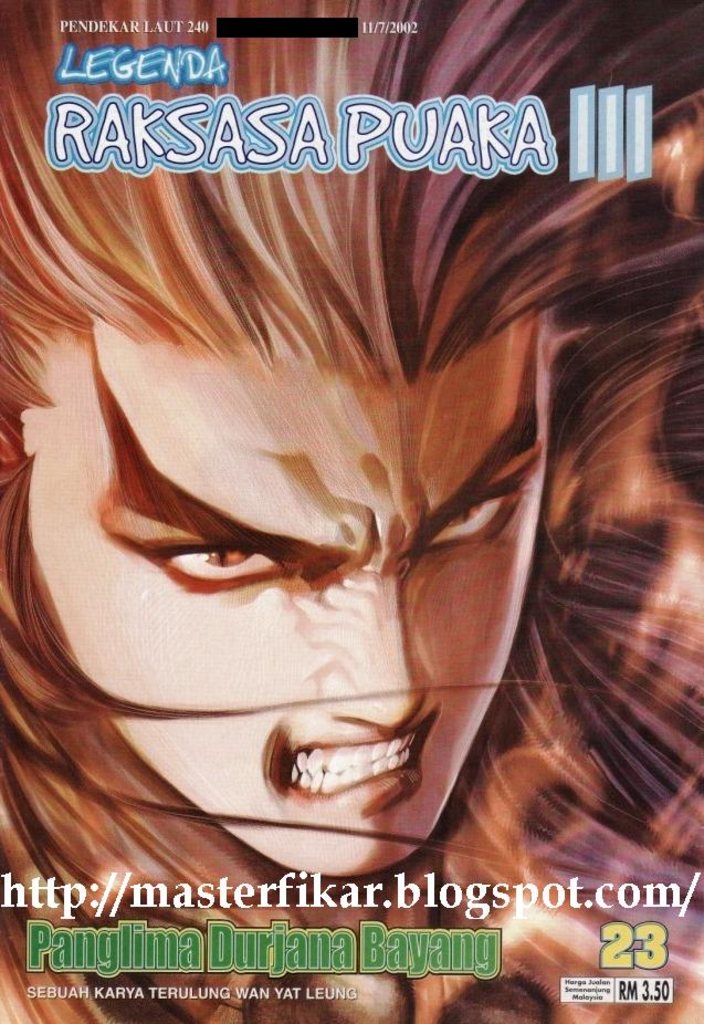 PENDEKAR LAUT 240 11/7/2002
LEGENDA
RAKSASA PUAKA III
http://masterfikar.blogspot.com/
Panglima Durjana Bayang
23
SEBUAH KARYA TERULUNG WAN YAT LEUNG
Harga Jualan
Semenanjung
Malaysia
RM 3.50